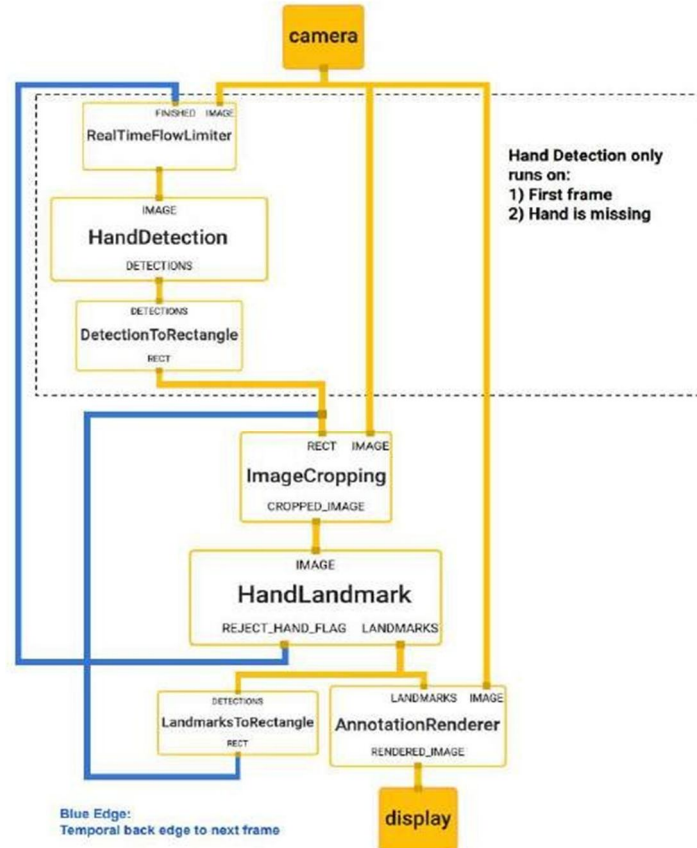 camera
FINISHED IMAGE
RealTimeFlowLimiter
Hand Detection only
runs on:
1) First frame
2) Hand is missing
IMAGE
HandDetection
DETECTIONS
DETECTIONS
DetectionToRectangle
RECT
RECT IMAGE
ImageCropping
CROPPED_IMAGE
IMAGE
HandLandmark
REJECT_HAND_FLAG LANDMARKS
DETECTIONS
LandmarksToRectangle
RECT
LANDMARKS IMAGE
AnnotationRenderer
RENDERED_IMAGE
display
Blue Edge:
Temporal back edge to next frame